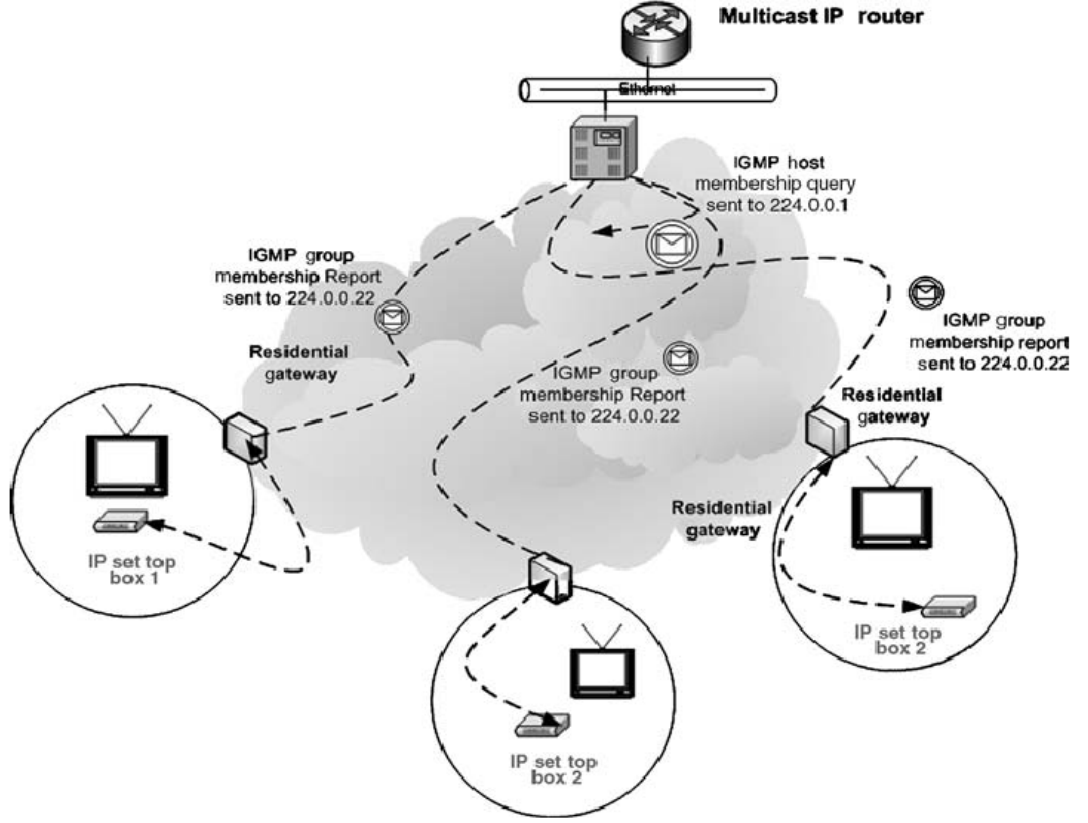 Multicast IP router
Ethernet
IGMP host
membership query
sent to 224.0.0.1
IGMP group
membership Report
sent to 224.0.0.22
IGMP group
membership report
sent to 224.0.0.22
Residential
gateway
IGMP group
membership Report
sent to 224.0.0.22
Residential
gateway
Residential
gateway
IP set top
box 1
IP set top
box 2
IP set top
box 2